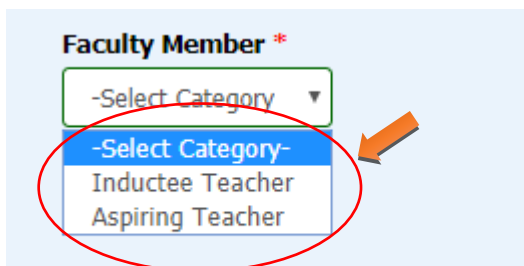 Faculty Member *
-Select Category
-Select Category-
Inductee Teacher
Aspiring Teacher